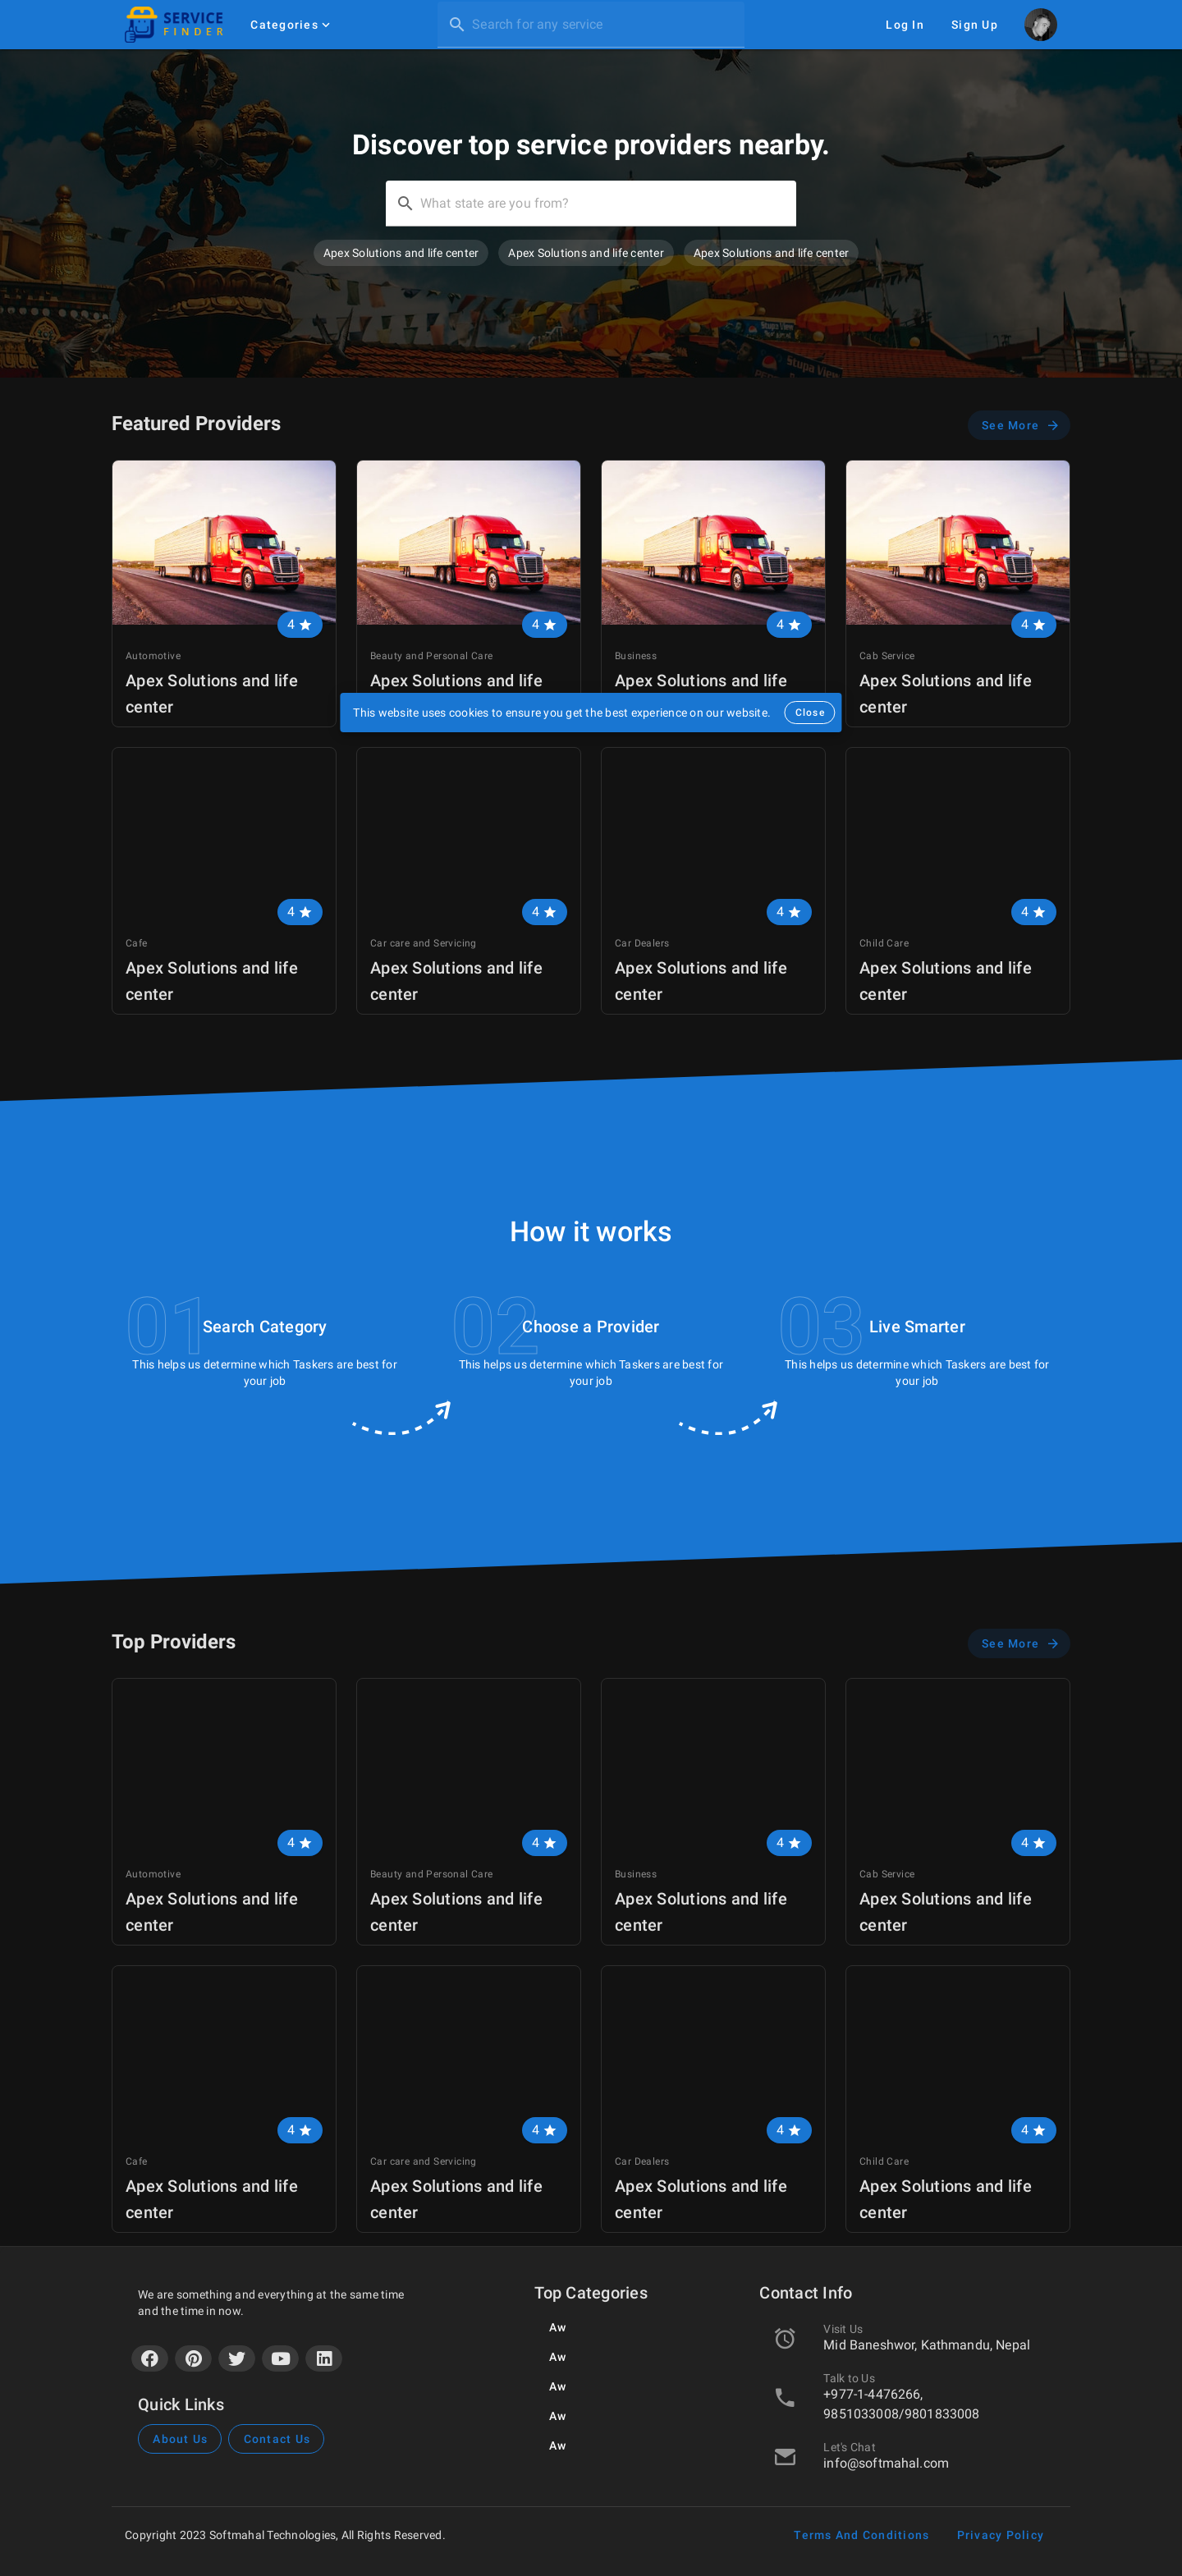 SERVICE
FINDER
Categories
Search for any service
Log In
Sign Up
Discover top service providers nearby.
What state are you from?
Apex Solutions and life center
Apex Solutions and life center
Apex Solutions and life center
Pepsi
Stupa View
Featured Providers
See More
4
4
4
4
Automotive
Beauty and Personal Care
Business
Cab Service
Apex Solutions and life
center
Apex Solutions and life
Apex Solutions and life
Apex Solutions and life
center
This website uses cookies to ensure you get the best experience on our website.
Close
4
4
4
4
Cafe
Car care and Servicing
Car Dealers
Child Care
Apex Solutions and life
center
Apex Solutions and life
center
Apex Solutions and life
center
Apex Solutions and life
center
How it works
01
Search Category
This helps us determine which Taskers are best for
your job
02
Choose a Provider
This helps us determine which Taskers are best for
your job
03
Live Smarter
This helps us determine which Taskers are best for
your job
Top Providers
See More
4
4
4
4
Automotive
Beauty and Personal Care
Business
Cab Service
Apex Solutions and life
center
Apex Solutions and life
center
Apex Solutions and life
center
Apex Solutions and life
center
4
4
4
4
Cafe
Car care and Servicing
Car Dealers
Child Care
Apex Solutions and life
center
Apex Solutions and life
center
Apex Solutions and life
center
Apex Solutions and life
center
We are something and everything at the same time
and the time in now.
Quick Links
About Us
Contact Us
Top Categories
Aw
Aw
Aw
Aw
Aw
Contact Info
Visit Us
Mid Baneshwor, Kathmandu, Nepal
Talk to Us
+977-1-4476266,
9851033008/9801833008
Let's Chat
info@softmahal.com
Copyright 2023 Softmahal Technologies, All Rights Reserved.
Terms And Conditions
Privacy Policy